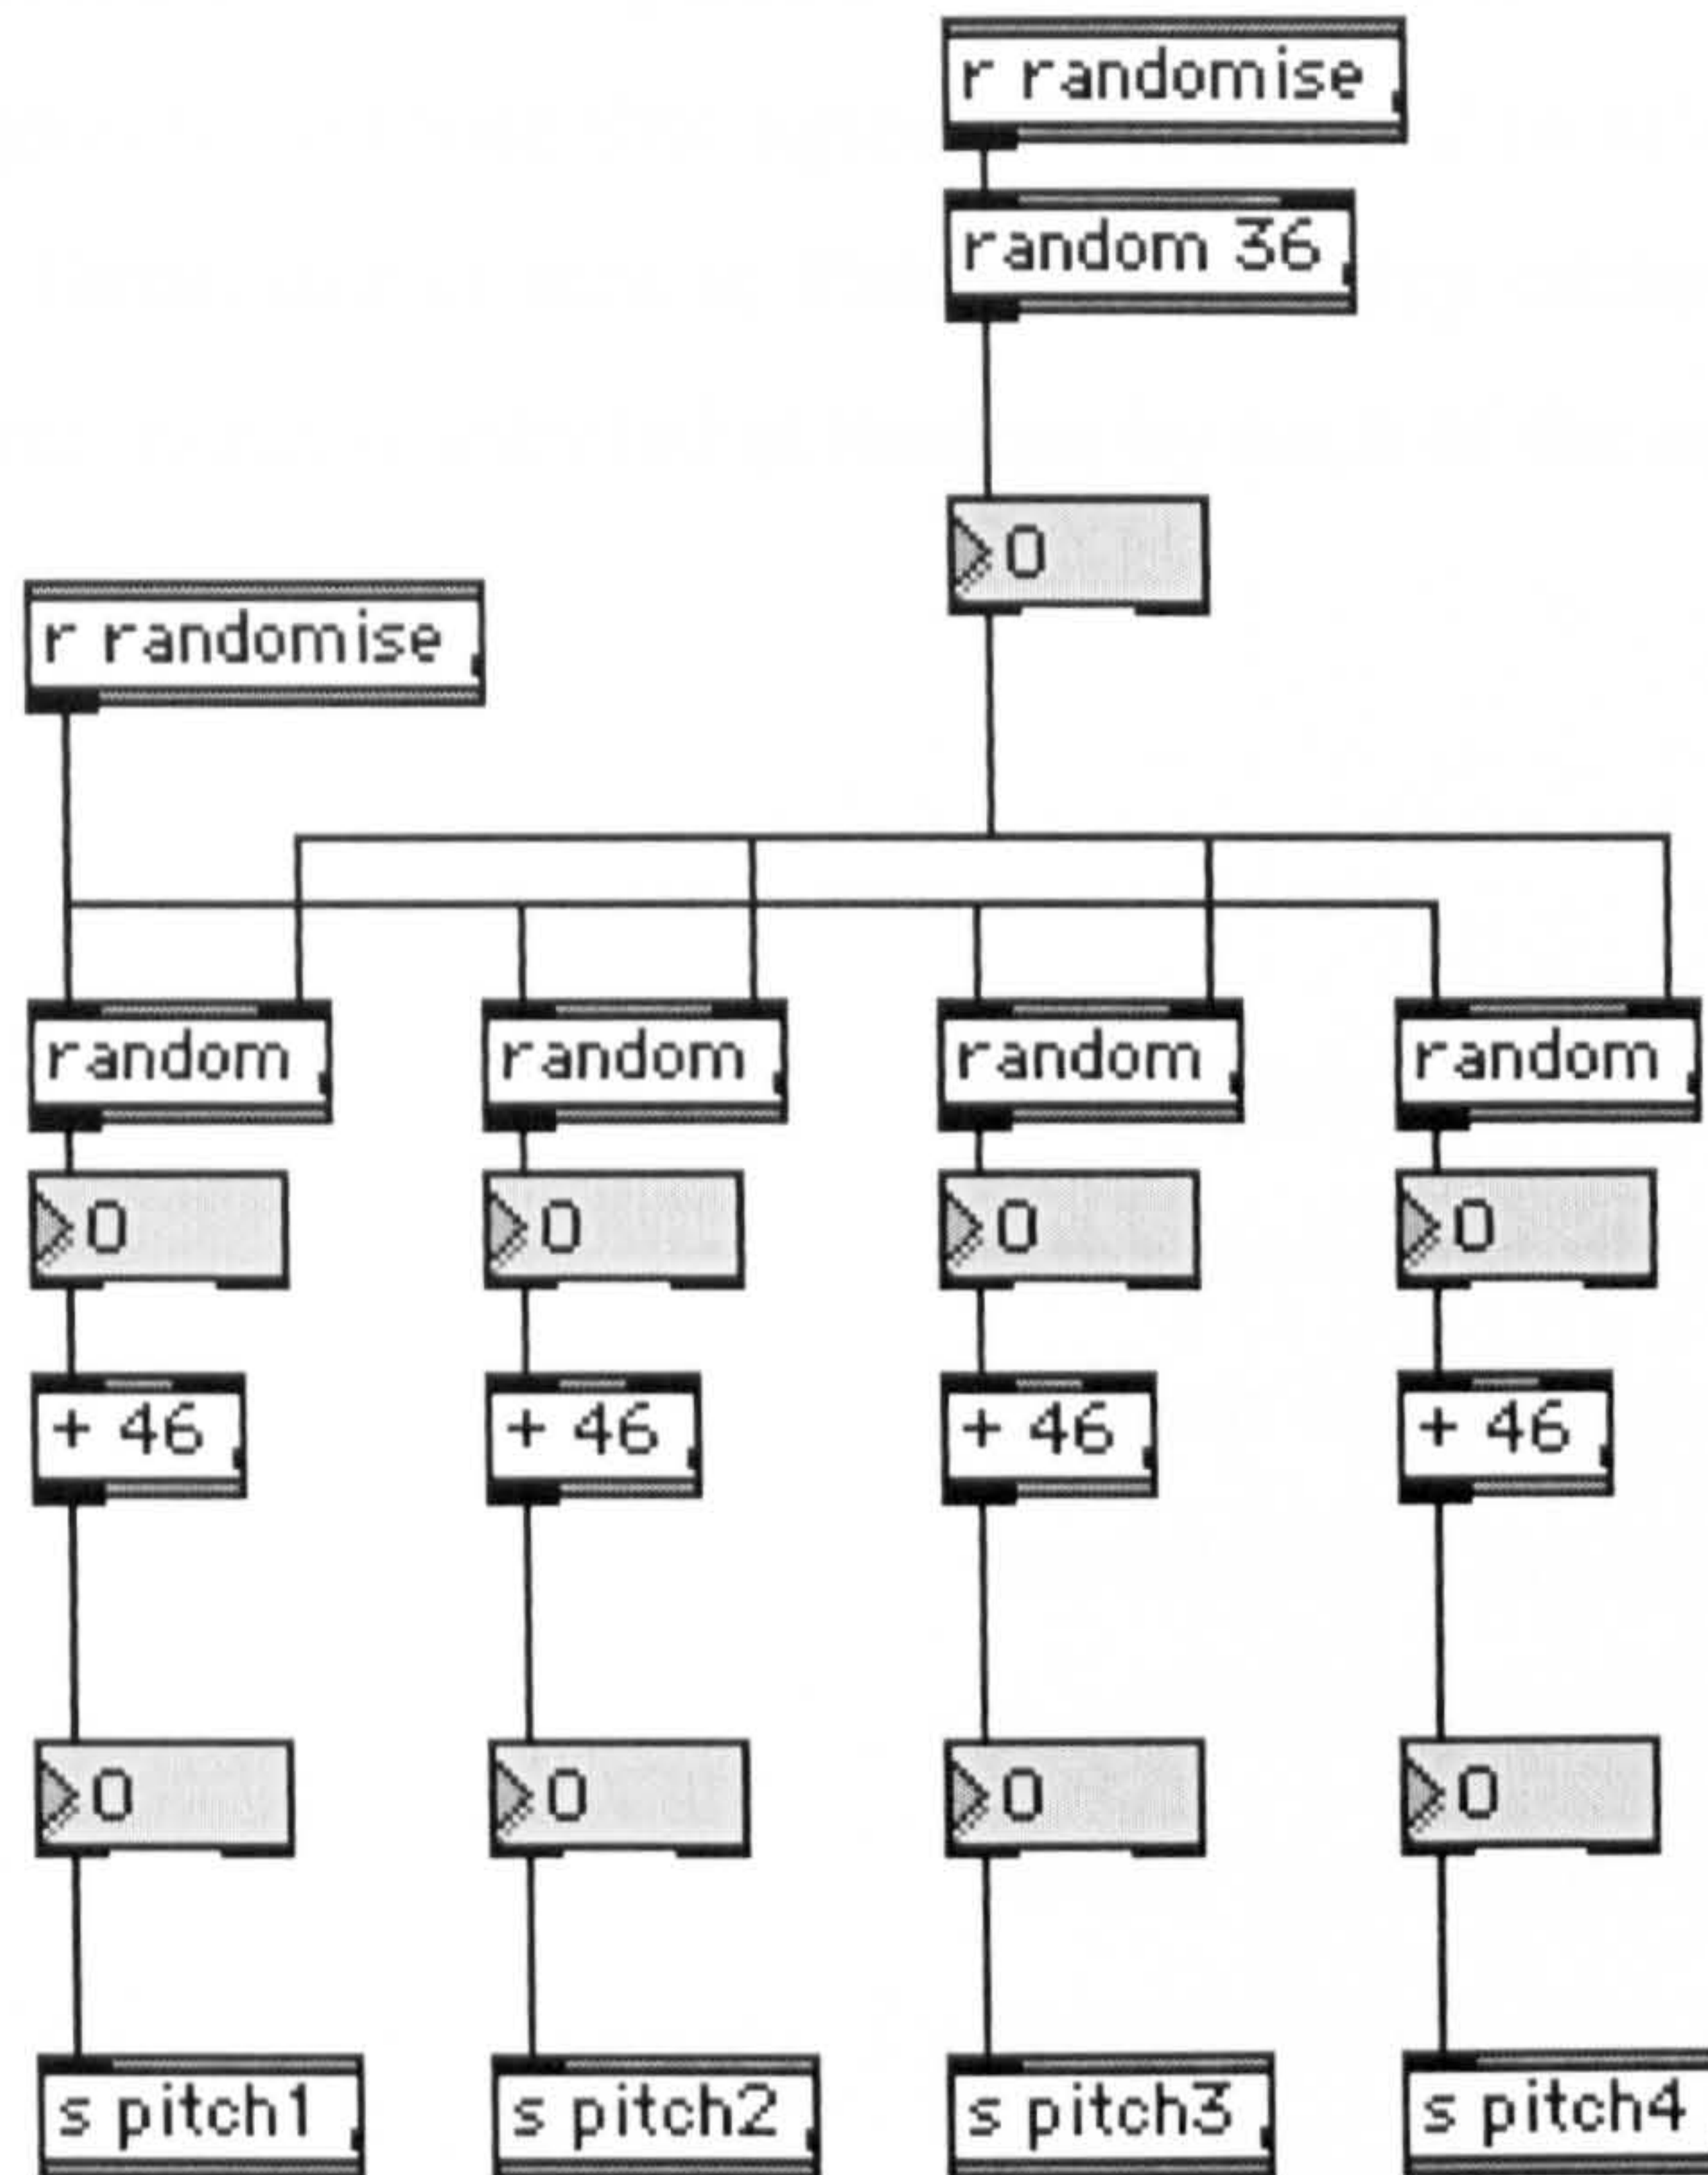 r randomise
random 36
0
r randomise
random random random random
0 0 0 0
+ 46 + 46 + 46 + 46
0 0 0 0
s pitch1 s pitch2 s pitch3 s pitch4